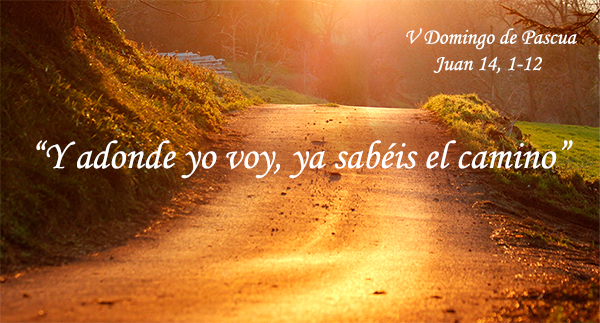 V Domingo de Pascua
Juan 14, 1-12
“Y adonde yo voy, ya sabéis el camino”